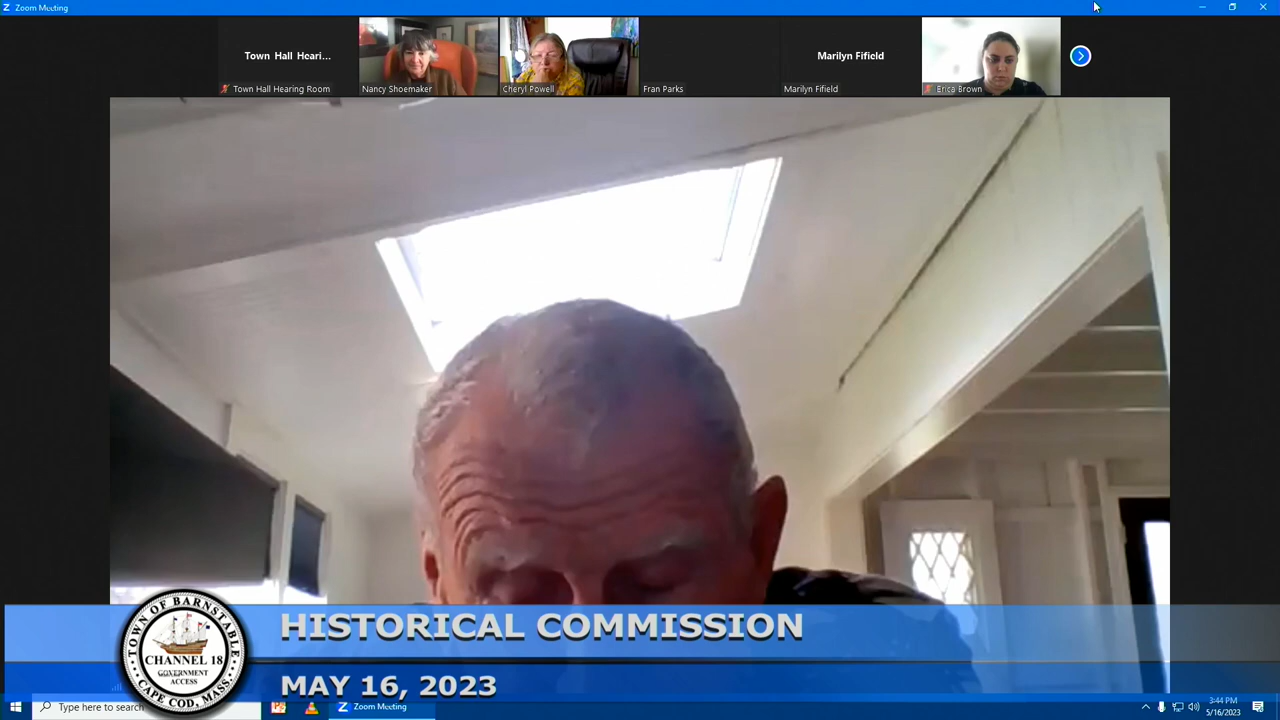 Zoom Meeting
Town Hall Heari...
Marilyn Fifield
Town Hall Hearing Room
Nancy Shoemaker
Cheryl Powell
Fran Parks
Marilyn Fifield
Erica Brown
HISTORICAL COMMISSION
TOWN OF BARNSTABLE
CHANNEL 18
GOVERNMENT
ACCESS
CAPE COD, MASS.
MAY 16, 2023
Type here to search
Zoom Meeting
3:44 PM
5/16/2023